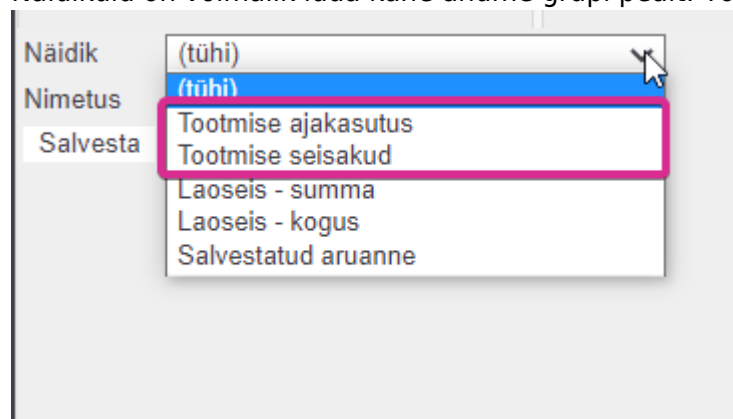 Näidik (tühi)
(tühi)
Nimetus
Tootmise ajakasutus
Salvesta
Tootmise seisakud
Laoseis - summa
Laoseis - kogus
Salvestatud aruanne